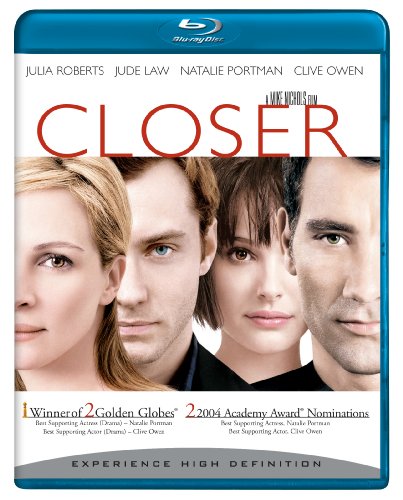 Blu-ray Disc
JULIA ROBERTS JUDE LAW NATALIE PORTMAN CLIVE OWEN
A MIKE NICHOLS FILM
CLOSER
Winner of 2 Golden Globes®
Best Supporting Actress (Drama) – Natalie Portman
Best Supporting Actor (Drama) – Clive Owen
2 2004 Academy Award® Nominations
Best Supporting Actress, Natalie Portman
Best Supporting Actor, Clive Owen
EXPERIENCE HIGH DEFINITION